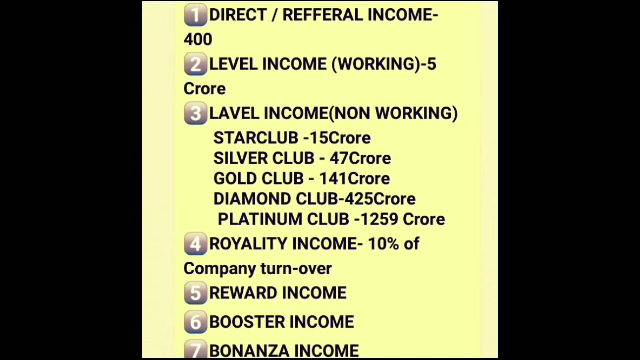 1 DIRECT / REFFERAL INCOME-
400
2 LEVEL INCOME (WORKING)-5
Crore
3 LAVEL INCOME(NON WORKING)
STARCLUB -15Crore
SILVER CLUB - 47Crore
GOLD CLUB - 141Crore
DIAMOND CLUB-425Crore
PLATINUM CLUB -1259 Crore
4 ROYALITY INCOME- 10% of
Company turn-over
5 REWARD INCOME
6 BOOSTER INCOME
7 BONANZA INCOME